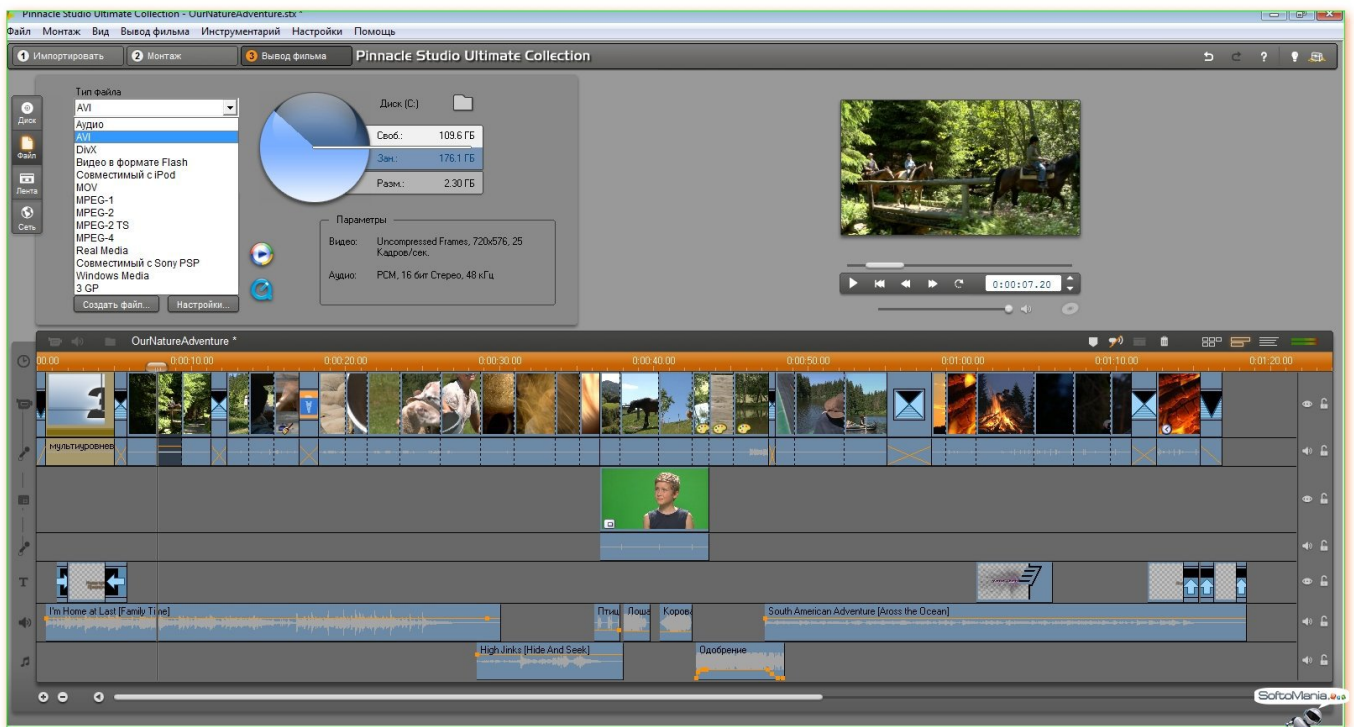 Pinnacle Studio Ultimate Collection - OurNatureAdventure.stx *
Файл Монтаж Вид Вывод фильма Инструментарий Настройки Помощь
1 Импортировать 2 Монтаж 3 Вывод фильма Pinnacle Studio Ultimate Collection
Диск
Файл
Лента
Сеть
Тип файла
AVI
Аудио
AVI
DivX
Видео в формате Flash
Совместимый с iPod
MOV
MPEG-1
MPEG-2
MPEG-2 TS
MPEG-4
Real Media
Совместимый с Sony PSP
Windows Media
3 GP
Создать файл... Настройки...
Диск (C:)
Своб.: 109.6 ГБ
Зан.: 176.1 ГБ
Разм.: 2.30 ГБ
Параметры
Видео: Uncompressed Frames, 720x576, 25
Кадров/сек.
Аудио: PCM, 16 бит Стерео, 48 кГц
0:00:07.20
OurNatureAdventure *
00.00 0:00:10.00 0:00:20.00 0:00:30.00 0:00:40.00 0:00:50.00 0:01:00.00 0:01:10.00 0:01:20.00
мультиуровнев
T
I'm Home at Last [Family Time] Птиц Лоша Корова South American Adventure [Aross the Ocean]
High Jinks [Hide And Seek] Одобрение
SoftoMania